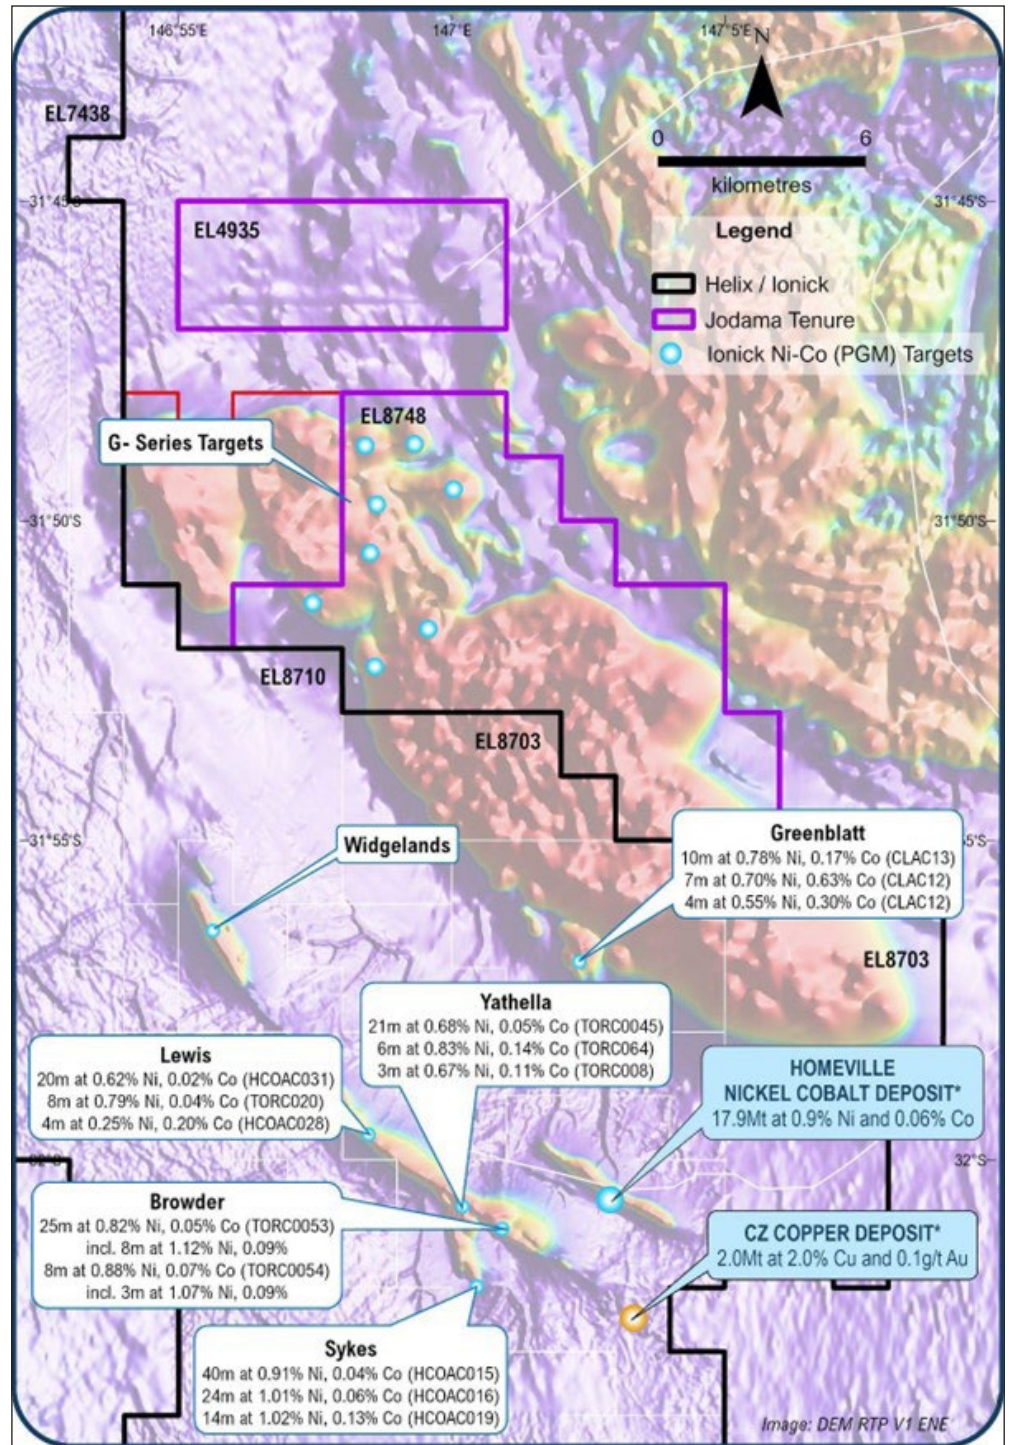 146°55'E
147°E
147°5'E
N
EL7438
0
6
kilometres
31°45'S
31°45'S
EL4935
Legend
Helix / Ionick
Jodama Tenure
Ionick Ni-Co (PGM) Targets
EL8748
G- Series Targets
31°50'S
31°50'S
EL8710
EL8703
31°55'S
5'S
Widgelands
Greenblatt
10m at 0.78% Ni, 0.17% Co (CLAC13)
7m at 0.70% Ni, 0.63% Co (CLAC12)
4m at 0.55% Ni, 0.30% Co (CLAC12)
EL8703
Yathella
21m at 0.68% Ni, 0.05% Co (TORC0045)
6m at 0.83% Ni, 0.14% Co (TORC064)
3m at 0.67% Ni, 0.11% Co (TORC008)
Lewis
20m at 0.62% Ni, 0.02% Co (HCOAC031)
8m at 0.79% Ni, 0.04% Co (TORC020)
4m at 0.25% Ni, 0.20% Co (HCOAC028)
HOMEVILLE
NICKEL COBALT DEPOSIT*
17.9Mt at 0.9% Ni and 0.06% Co
32°S
32°S
Browder
25m at 0.82% Ni, 0.05% Co (TORC0053)
incl. 8m at 1.12% Ni, 0.09%
8m at 0.88% Ni, 0.07% Co (TORC0054)
incl. 3m at 1.07% Ni, 0.09%
CZ COPPER DEPOSIT*
2.0Mt at 2.0% Cu and 0.1g/t Au
Sykes
40m at 0.91% Ni, 0.04% Co (HCOAC015)
24m at 1.01% Ni, 0.06% Co (HCOAC016)
14m at 1.02% Ni, 0.13% Co (HCOAC019)
Image: DEM RTP V1 ENE